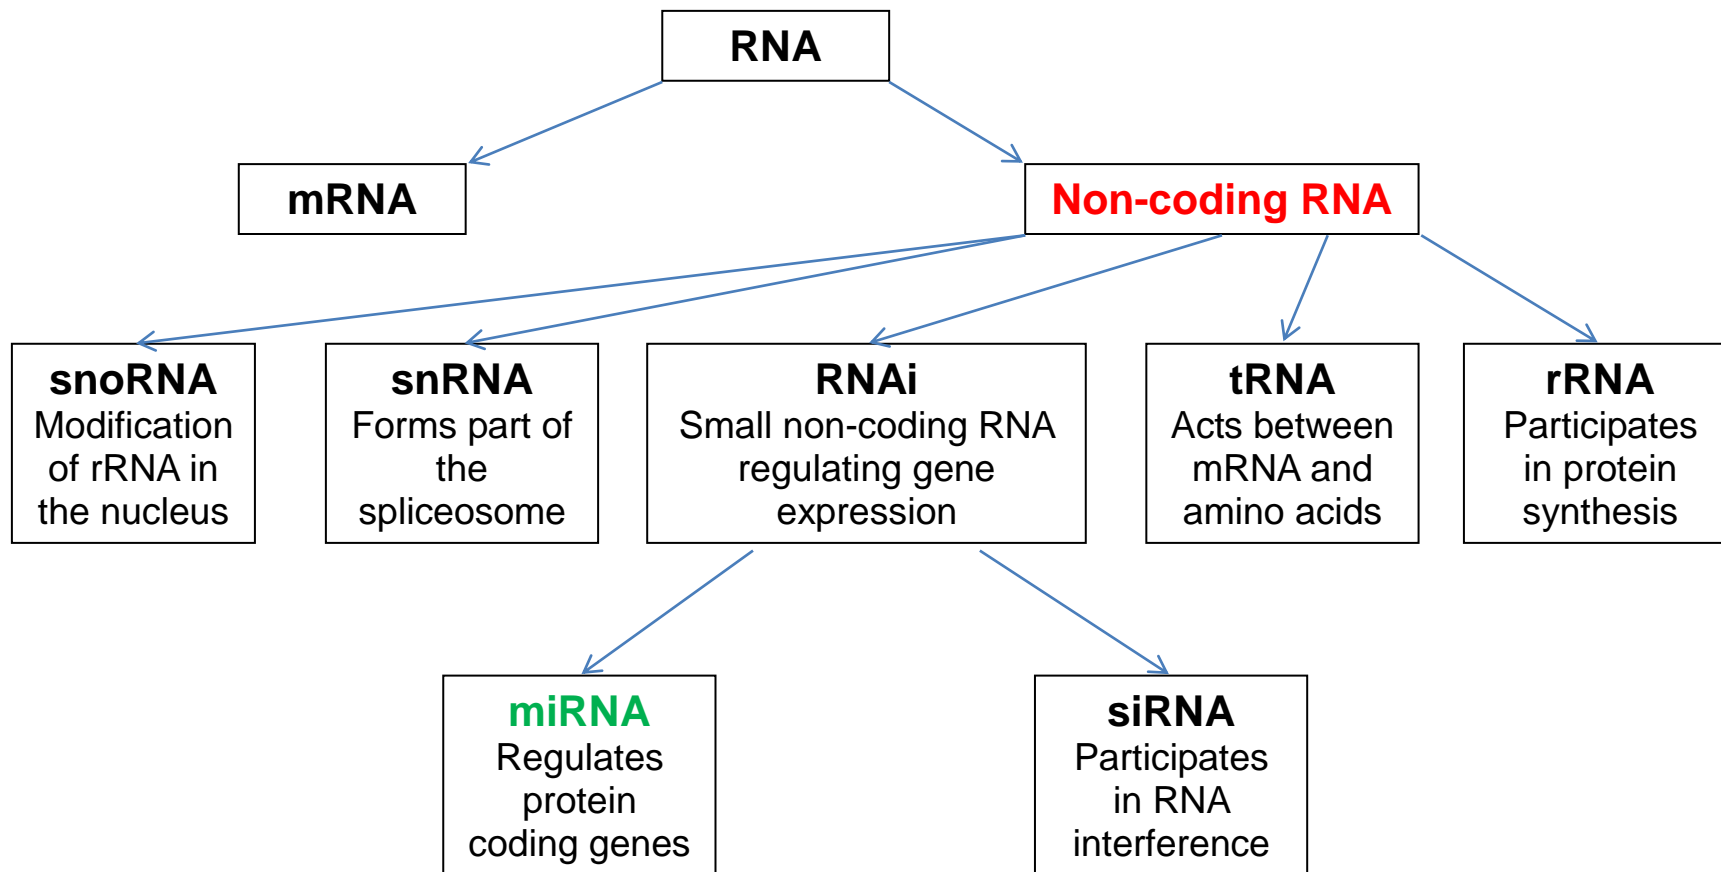 RNA
mRNA
Non-coding RNA
snoRNA
Modification
of rRNA in
the nucleus
snRNA
Forms part of
the
spliceosome
RNAi
Small non-coding RNA
regulating gene
expression
tRNA
Acts between
mRNA and
amino acids
rRNA
Participates
in protein
synthesis
miRNA
Regulates
protein
coding genes
siRNA
Participates
in RNA
interference